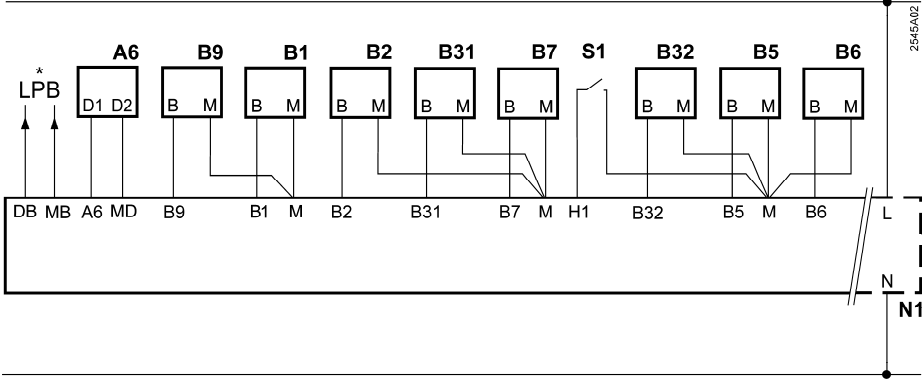 2545A02
A6 B9 B1 B2 B31 B7 S1 B32 B5 B6
*
LPB
D1 D2 B M B M B M B M B M B M B M B M
DB MB A6 MD B9 B1 M B2 B31 B7 M H1 B32 B5 M B6 L
N
N1